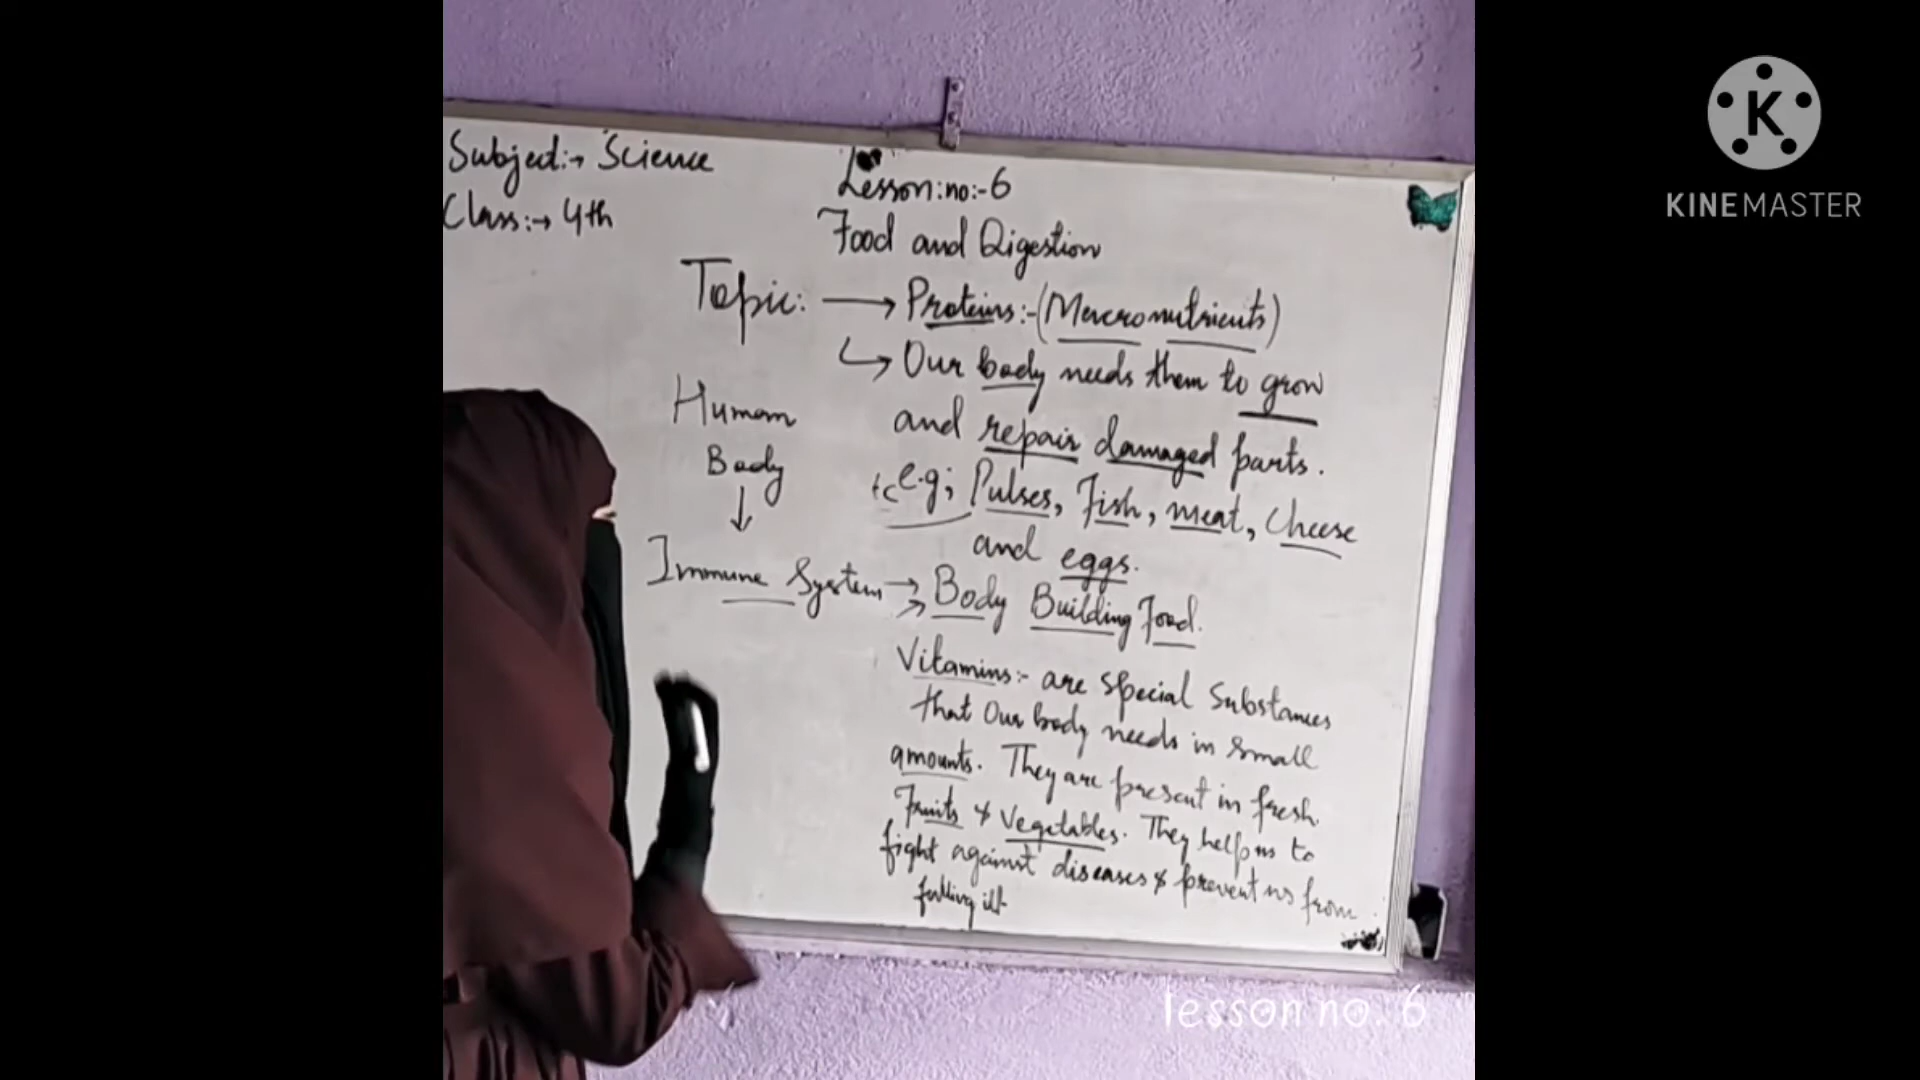 Subject:→ Science
Class:→ 4th
Lesson:no:-6
Food and Digestion
Topic: → Proteins:-(Mercronutrients)
↳ Our body needs them to grow
and repair damaged parts.
e.g; Pulses, Fish, meat, Cheese
and eggs.
Human
Body
↓
Immune System → Body Building Food.
Vitamins:- are Special Substances
that Our body needs in small
amounts. They are present in fresh
Fruits & Vegetables. They help us to
fight against diseases & prevent us from
falling ill
lesson no. 6
K
KINEMASTER